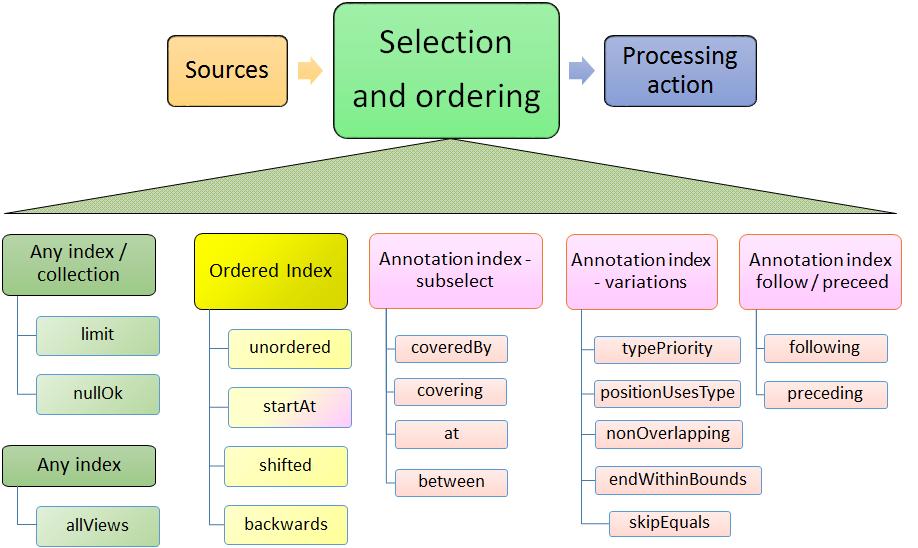 Sources
Selection
and ordering
Processing
action
Any index /
collection
limit
nullOk
Any index
allViews
Ordered Index
unordered
startAt
shifted
backwards
Annotation index -
subselect
coveredBy
covering
at
between
Annotation index
- variations
typePriority
positionUsesType
nonOverlapping
endWithinBounds
skipEquals
Annotation index
follow / preceed
following
preceding